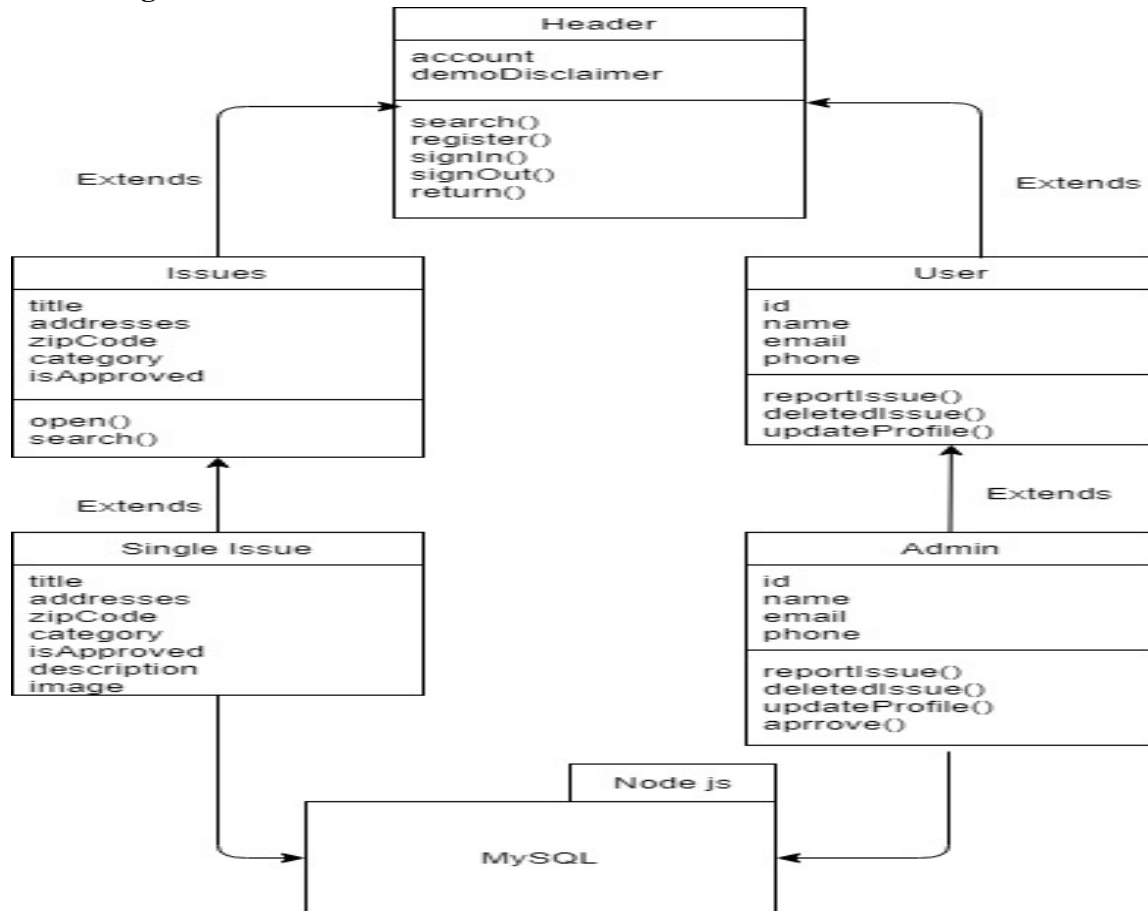 Header
account
demoDisclaimer
search()
register()
signIn()
signOut()
return()
Extends
Extends
Issues
title
addresses
zipCode
category
isApproved
open()
search()
User
id
name
email
phone
reportIssue()
deletedIssue()
updateProfile()
Extends
Extends
Single Issue
title
addresses
zipCode
category
isApproved
description
image
Admin
id
name
email
phone
reportIssue()
deletedIssue()
updateProfile()
aprrove()
Node js
MySQL